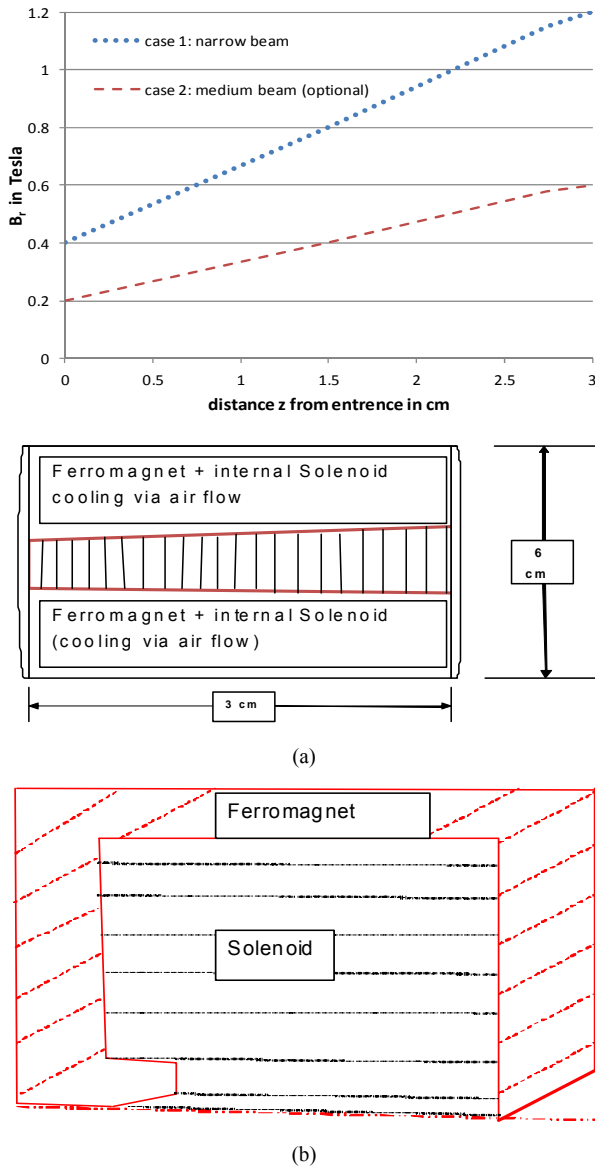 1.2
1
0.8
0.6
0.4
0.2
0
B_r in Tesla
case 1: narrow beam
case 2: medium beam (optional)
0 0.5 1 1.5 2 2.5 3
distance z from entrence in cm
Ferromagnet + internal Solenoid
cooling via air flow
Ferromagnet + internal Solenoid
(cooling via air flow)
6
cm
3 cm
(a)
Ferromagnet
Solenoid
(b)